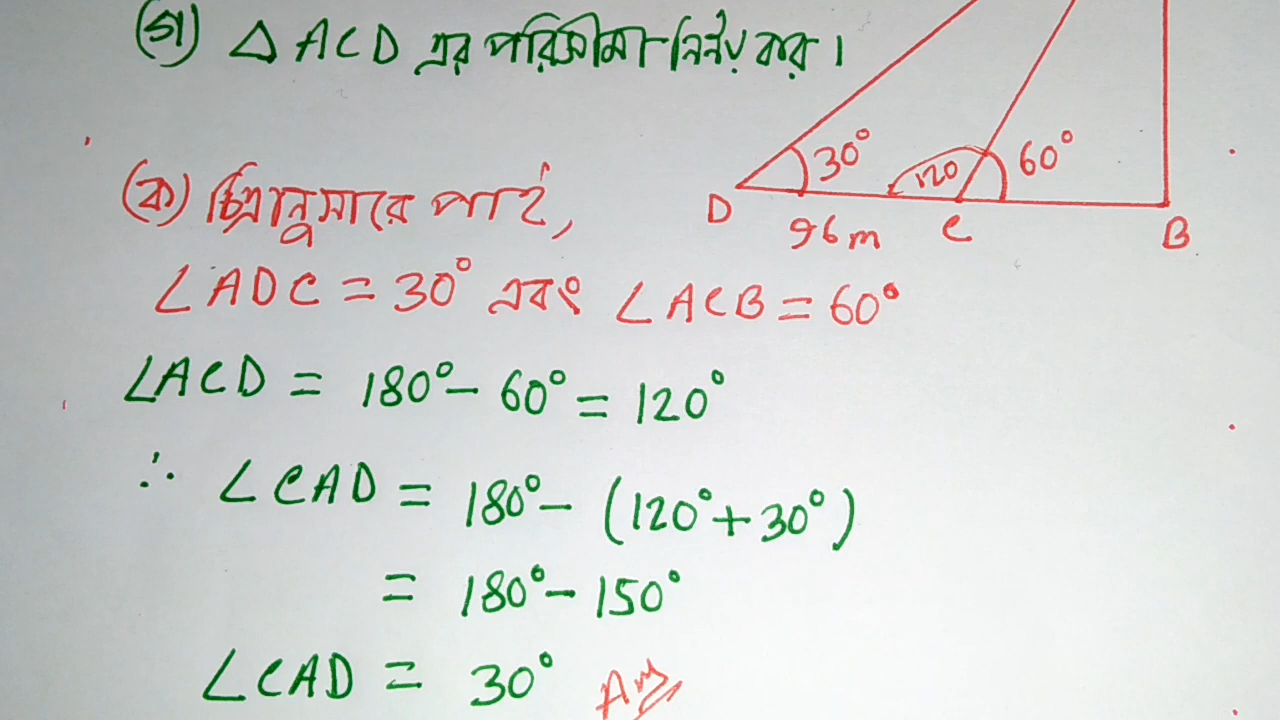 (গ) △ ACD এর পরিসীমা নির্ণয় কর।
30° 120 60°
D 96m C B
(ক) চিত্রানুসারে পাই,
∠ADC = 30° এবং ∠ACB = 60°
∠ACD = 180° - 60° = 120°
∴ ∠CAD = 180° - (120° + 30°)
= 180° - 150°
∠CAD = 30° Ans